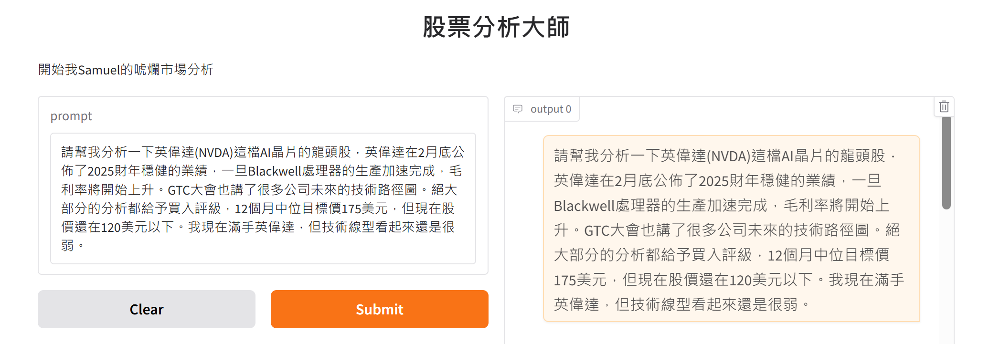 股票分析大師
開始我Samuel的唬爛市場分析
prompt
請幫我分析一下英偉達(NVDA)這檔AI晶片的龍頭股．英偉達在2月底公
佈了2025財年穩健的業績，一旦Blackwell處理器的生產加速完成，毛
利率將開始上升。GTC大會也講了很多公司未來的技術路徑圖。絕大
部分的分析都給予買入評級，12個月中位目標價175美元，但現在股
價還在120美元以下。我現在滿手英偉達，但技術線型看起來還是很
弱。
Clear
Submit
output 0
請幫我分析一下英偉達(NVDA)這檔AI晶片的龍頭股．
英偉達在2月底公佈了2025財年穩健的業績，一旦
Blackwell處理器的生產加速完成，毛利率將開始上
升。GTC大會也講了很多公司未來的技術路徑圖。絕
大部分的分析都給予買入評級，12個月中位目標價
175美元，但現在股價還在120美元以下。我現在滿手
英偉達，但技術線型看起來還是很弱。